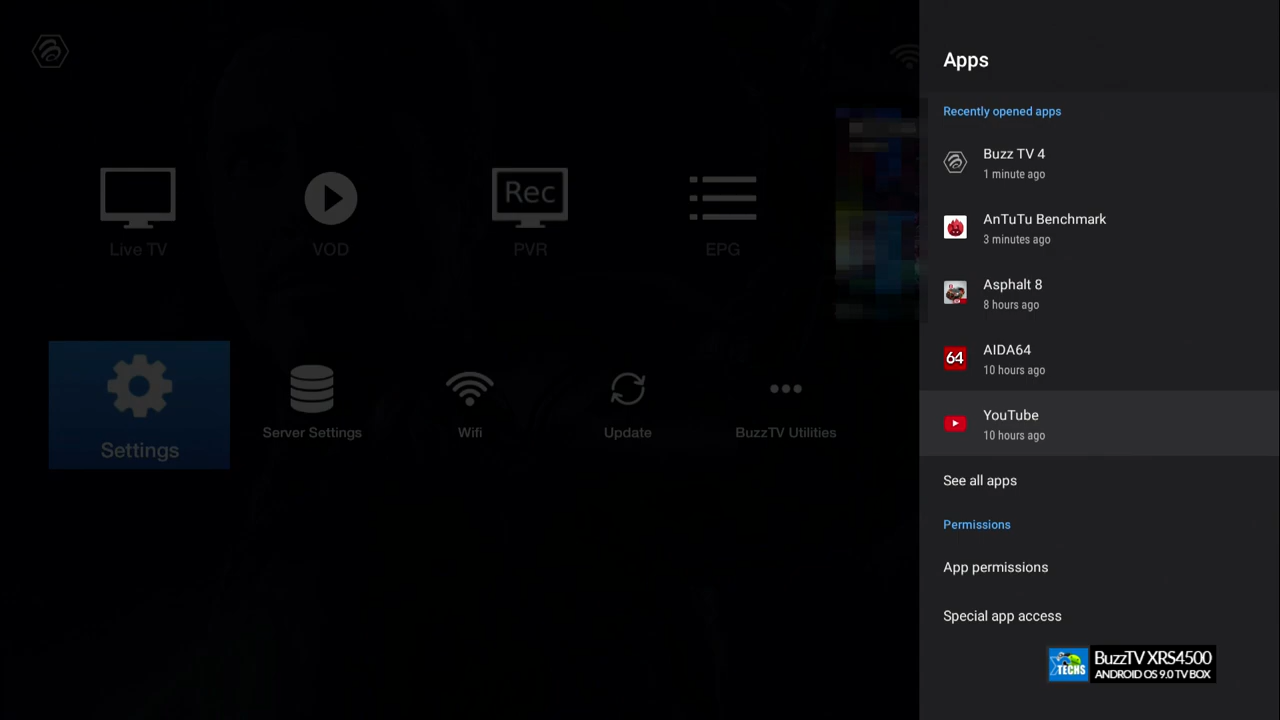 Live TV
VOD
Rec
PVR
EPG
Settings
Server Settings
Wifi
Update
BuzzTV Utilities
Apps
Recently opened apps
Buzz TV 4
1 minute ago
AnTuTu Benchmark
3 minutes ago
Asphalt 8
8 hours ago
64
AIDA64
10 hours ago
YouTube
10 hours ago
See all apps
Permissions
App permissions
Special app access
TECHS
BuzzTV XRS4500
ANDROID OS 9.0 TV BOX